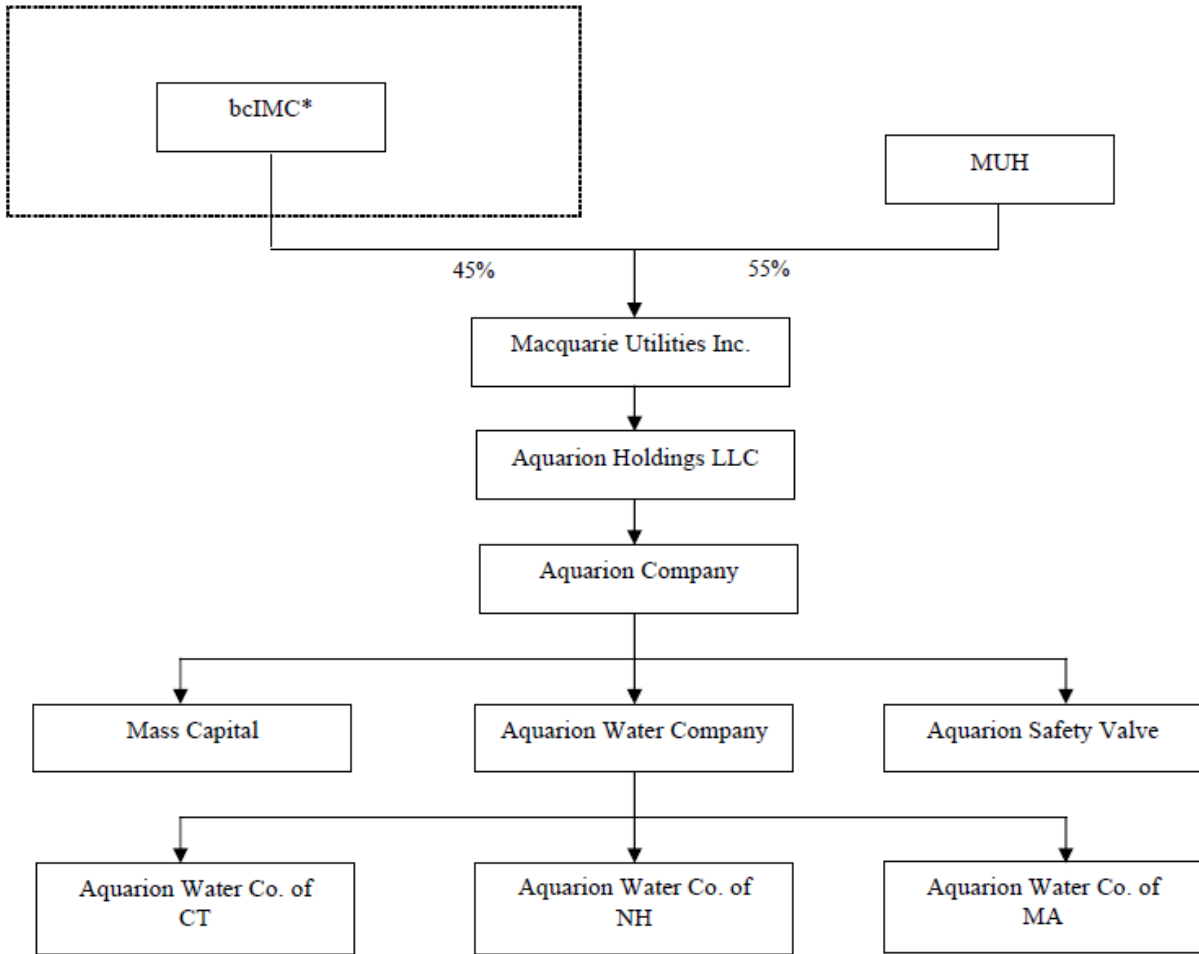 bcIMC*
MUH
45%
55%
Macquarie Utilities Inc.
Aquarion Holdings LLC
Aquarion Company
Mass Capital
Aquarion Water Company
Aquarion Safety Valve
Aquarion Water Co. of
CT
Aquarion Water Co. of
NH
Aquarion Water Co. of
MA